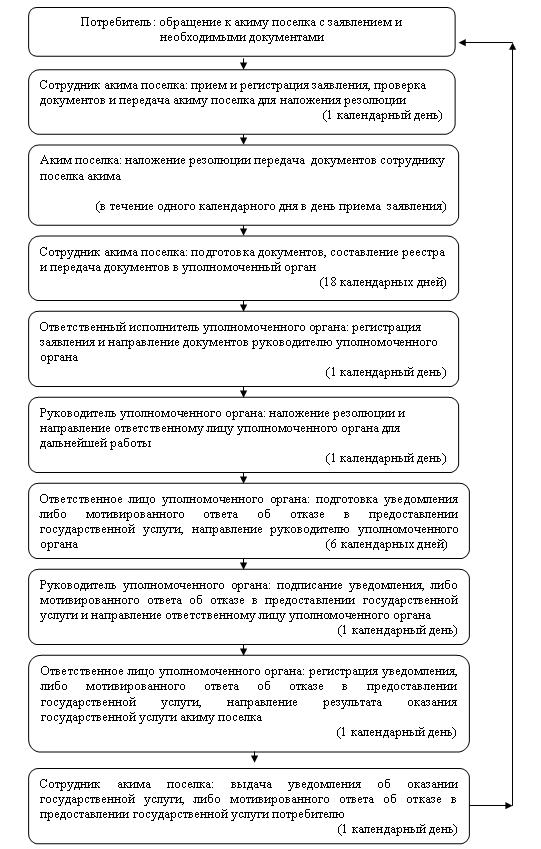 Потребитель: обращение к акиму поселка с заявлением и
необходимыми документами
Сотрудник акима поселка: прием и регистрация заявления, проверка
документов и передача акиму поселка для наложения резолюции
(1 календарный день)
Аким поселка: наложение резолюции передача документов сотруднику
поселка акима
(в течение одного календарного дня в день приема заявления)
Сотрудник акима поселка: подготовка документов, составление реестра
и передача документов в уполномоченный орган
(18 календарных дней)
Ответственный исполнитель уполномоченного органа: регистрация
заявления и направление документов руководителю уполномоченного
органа
(1 календарный день)
Руководитель уполномоченного органа: наложение резолюции и
направление ответственному лицу уполномоченного органа для
дальнейшей работы
(1 календарный день)
Ответственное лицо уполномоченного органа: подготовка уведомления
либо мотивированного ответа об отказе в предоставлении
государственной услуги, направление руководителю уполномоченного
органа (6 календарных дней)
Руководитель уполномоченного органа: подписание уведомления, либо
мотивированного ответа об отказе в предоставлении государственной
услуги и направление ответственному лицу уполномоченного органа
(1 календарный день)
Ответственное лицо уполномоченного органа: регистрация уведомления,
либо мотивированного ответа об отказе в предоставлении
государственной услуги, направление результата оказания
государственной услуги акиму поселка
(1 календарный день)
Сотрудник акима поселка: выдача уведомления об оказании
государственной услуги, либо мотивированного ответа об отказе в
предоставлении государственной услуги потребителю
(1 календарный день)